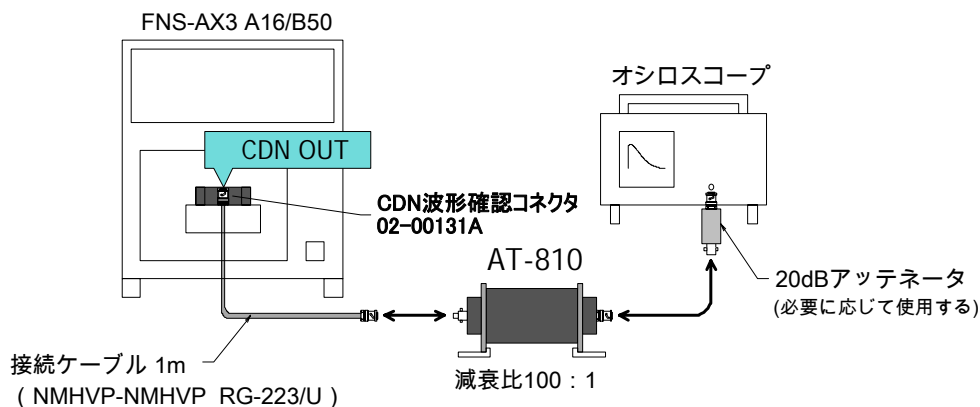 FNS-AX3 A16/B50
オシロスコープ
CDN OUT
CDN波形確認コネクタ
02-00131A
AT-810
20dBアッテネータ
(必要に応じて使用する)
接続ケーブル 1m
( NMHVP-NMHVP RG-223/U )
減衰比100：1